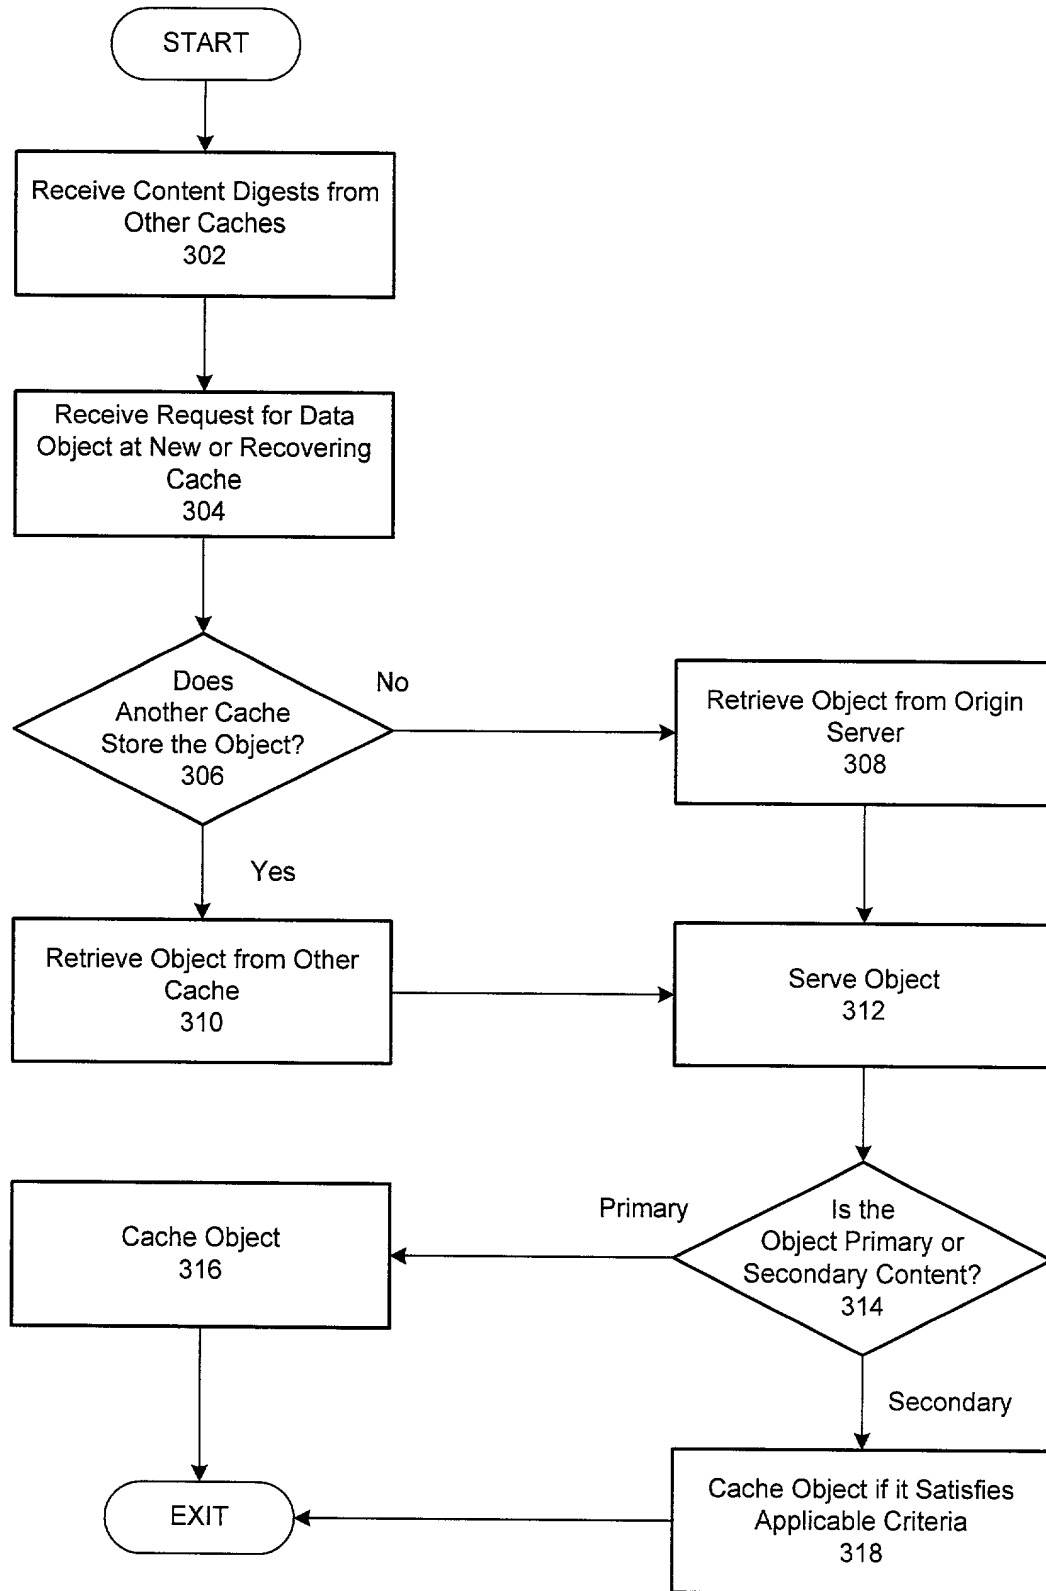 START
Receive Content Digests from
Other Caches
302
Receive Request for Data
Object at New or Recovering
Cache
304
Does
Another Cache
Store the Object?
306
No
Retrieve Object from Origin
Server
308
Yes
Retrieve Object from Other
Cache
310
Serve Object
312
Is the
Object Primary or
Secondary Content?
314
Primary
Cache Object
316
Secondary
Cache Object if it Satisfies
Applicable Criteria
318
EXIT